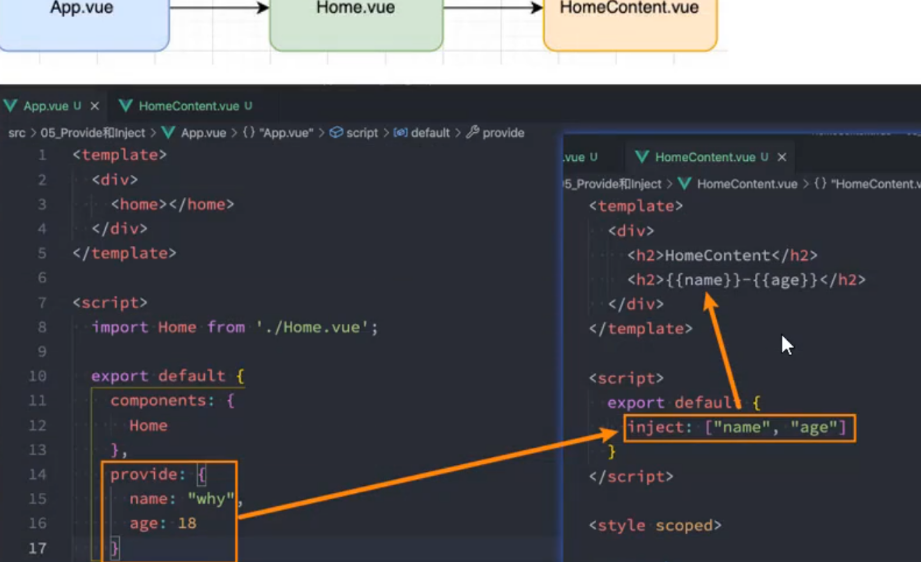 App.vue
Home.vue
HomeContent.vue
App.vue U ×
HomeContent.vue U
src > 05_Provide和Inject > App.vue > {} "App.vue" > script > default > provide
1 <template>
2 <div>
3 <home></home>
4 </div>
5 </template>
6
7 <script>
8 import Home from './Home.vue';
9
10 export default {
11 components: {
12 Home
13 },
14 provide: {
15 name: "why",
16 age: 18
17 }
.vue U
HomeContent.vue U ×
05_Provide和Inject > HomeContent.vue > {} "HomeContent.v
<template>
<div>
<h2>HomeContent</h2>
<h2>{{name}}-{{age}}</h2>
</div>
</template>
<script>
export default {
inject: ["name", "age"]
}
</script>
<style scoped>